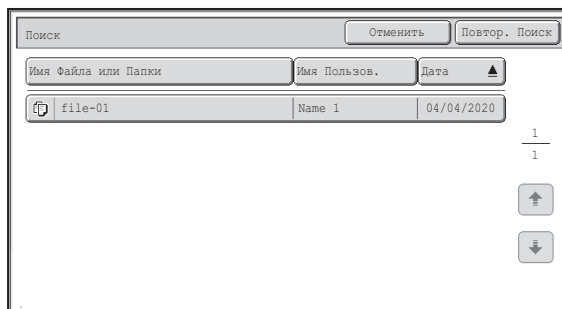 Поиск Отменить Повтор. Поиск
Имя Файла или Папки Имя Пользов. Дата
file-01 Name 1 04/04/2020
1
1